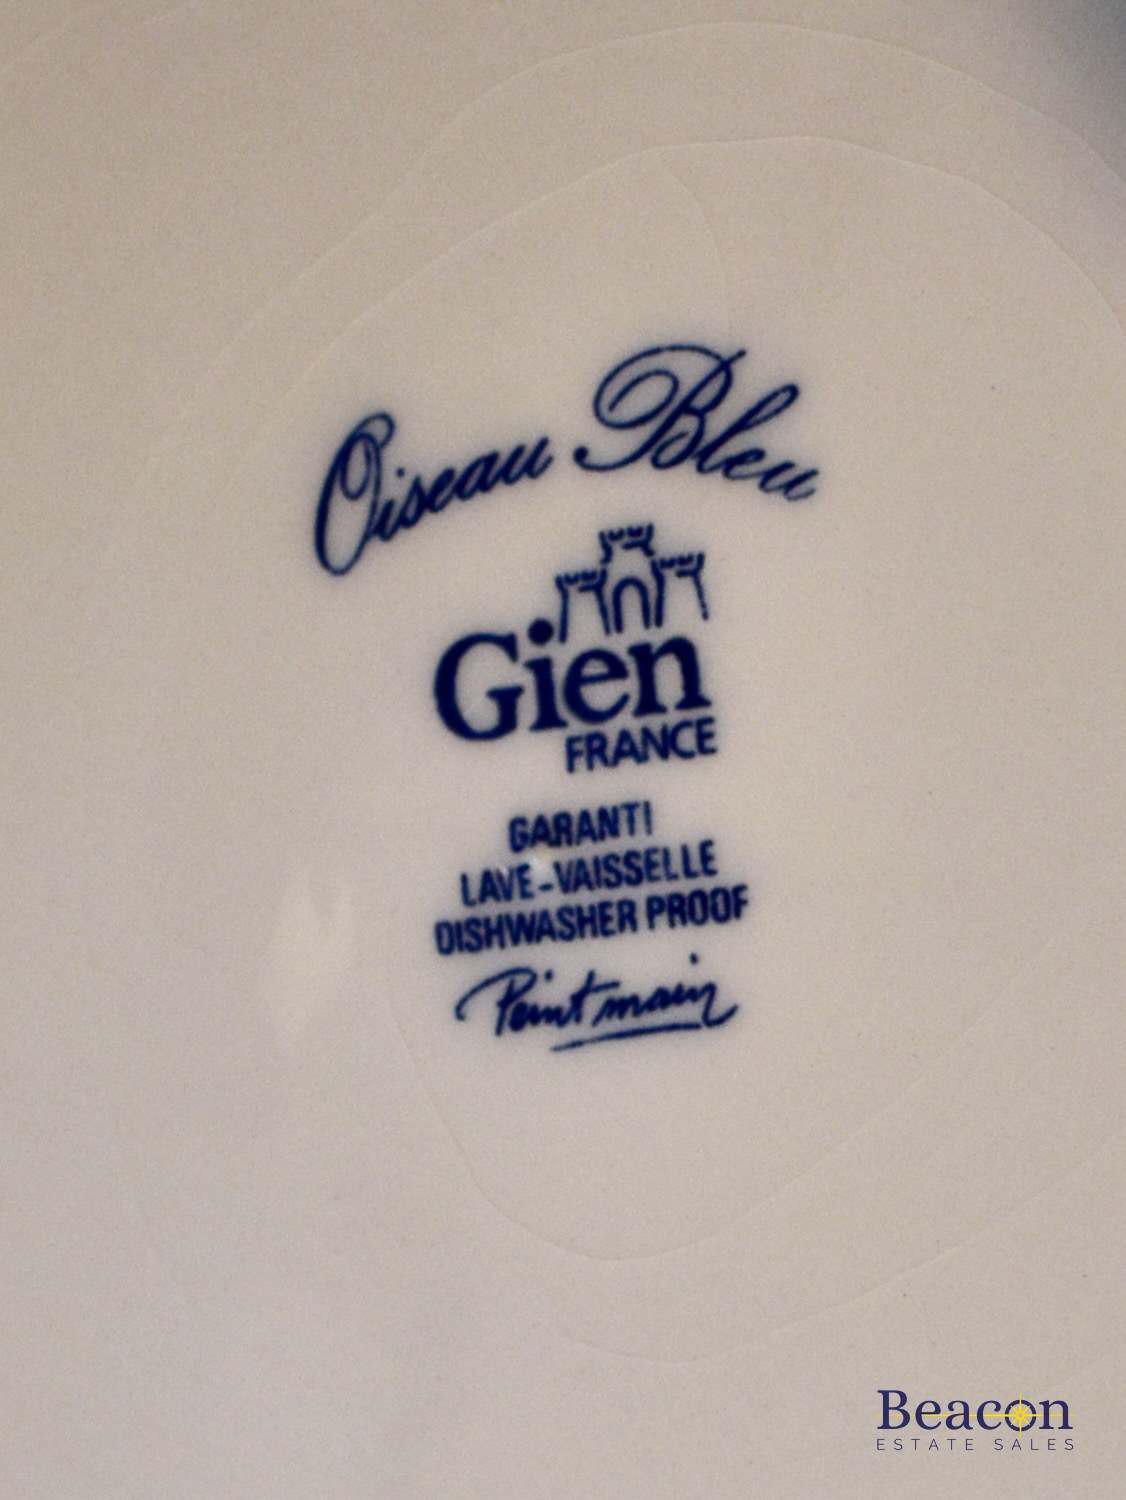 Oiseau Bleu
Gien
FRANCE
GARANTI
LAVE-VAISSELLE
DISHWASHER PROOF
Peint main
Beacon
ESTATE SALES